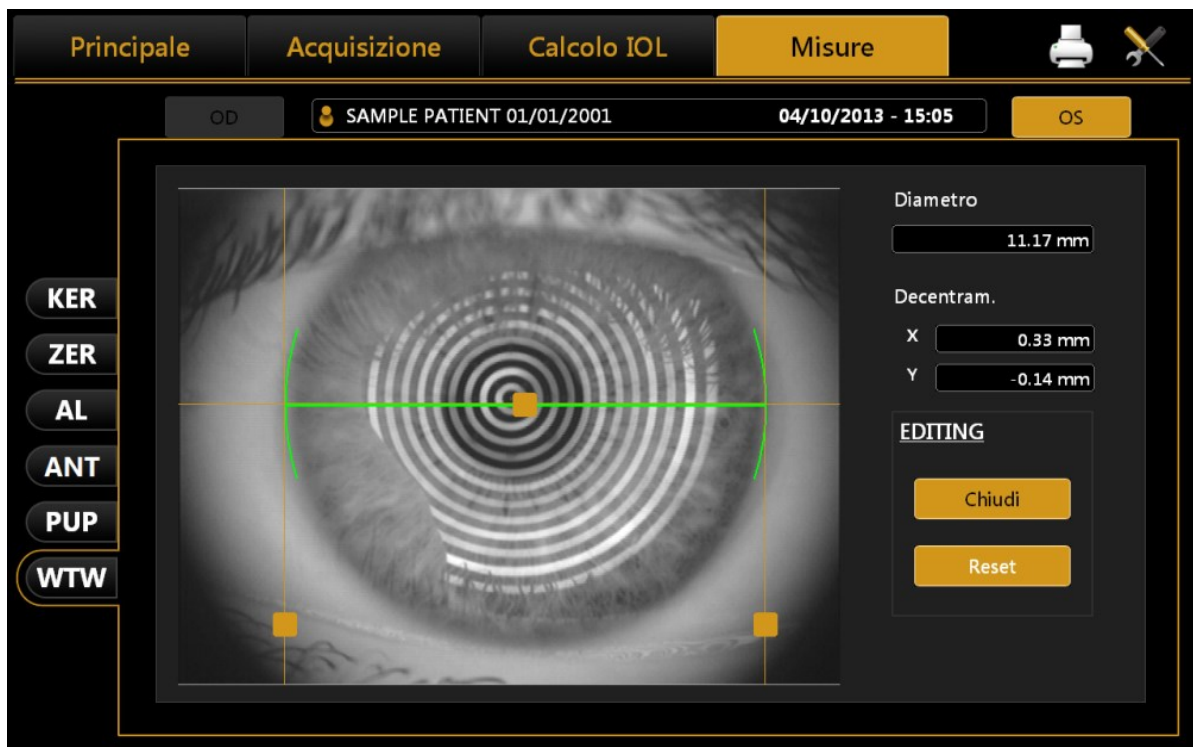 Principale Acquisizione Calcolo IOL Misure
OD SAMPLE PATIENT 01/01/2001 04/10/2013 - 15:05 OS
Diametro
11.17 mm
Decentram.
X 0.33 mm
Y -0.14 mm
EDITING
Chiudi
Reset
KER
ZER
AL
ANT
PUP
WTW